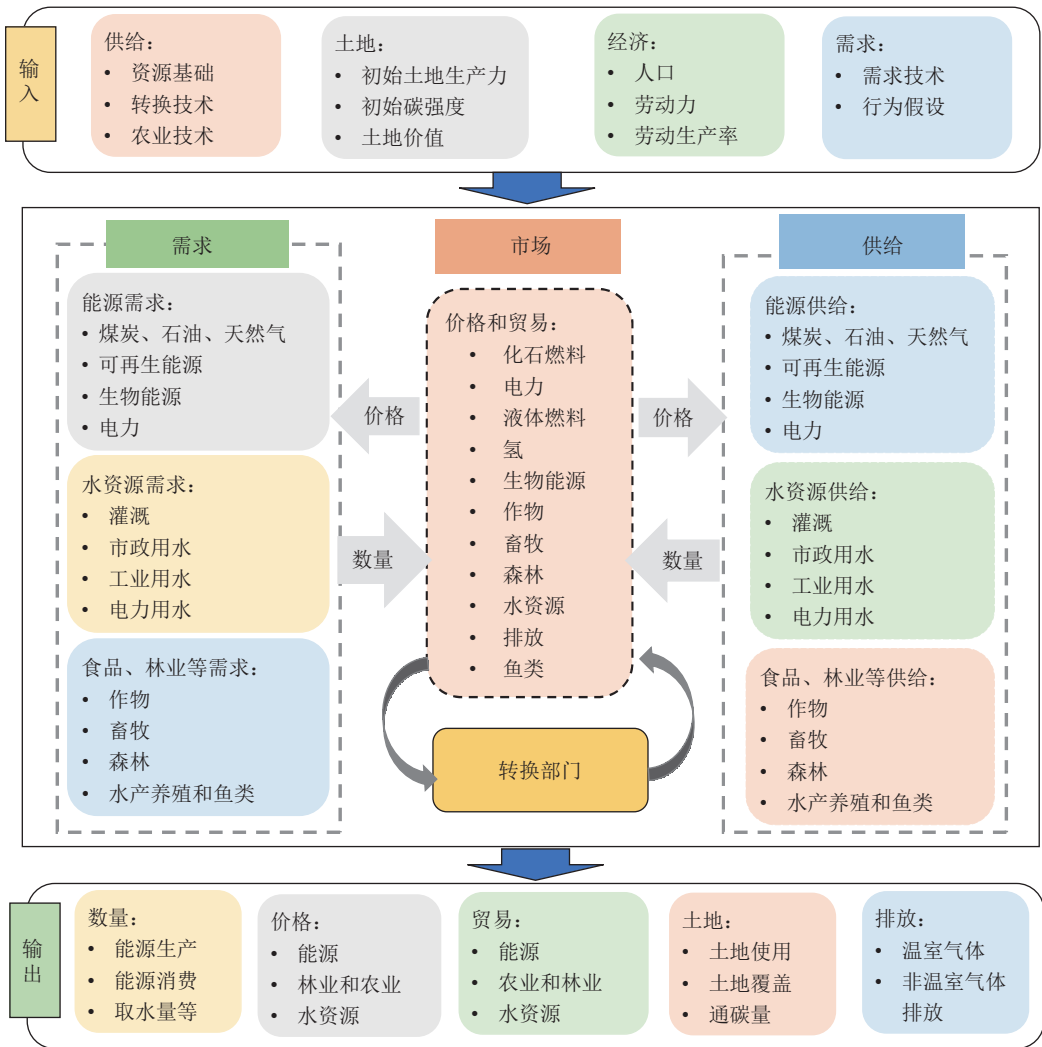 输入
供给：
• 资源基础
• 转换技术
• 农业技术
土地：
• 初始土地生产力
• 初始碳强度
• 土地价值
经济：
• 人口
• 劳动力
• 劳动生产率
需求：
• 需求技术
• 行为假设
需求
能源需求：
• 煤炭、石油、天然气
• 可再生能源
• 生物能源
• 电力
水资源需求：
• 灌溉
• 市政用水
• 工业用水
• 电力用水
食品、林业等需求：
• 作物
• 畜牧
• 森林
• 水产养殖和鱼类
价格
数量
市场
价格和贸易：
• 化石燃料
• 电力
• 液体燃料
• 氢
• 生物能源
• 作物
• 畜牧
• 森林
• 水资源
• 排放
• 鱼类
转换部门
价格
数量
供给
能源供给：
• 煤炭、石油、天然气
• 可再生能源
• 生物能源
• 电力
水资源供给：
• 灌溉
• 市政用水
• 工业用水
• 电力用水
食品、林业等供给：
• 作物
• 畜牧
• 森林
• 水产养殖和鱼类
输出
数量：
• 能源生产
• 能源消费
• 取水量等
价格：
• 能源
• 林业和农业
• 水资源
贸易：
• 能源
• 农业和林业
• 水资源
土地：
• 土地使用
• 土地覆盖
• 通碳量
排放：
• 温室气体
• 非温室气体
排放